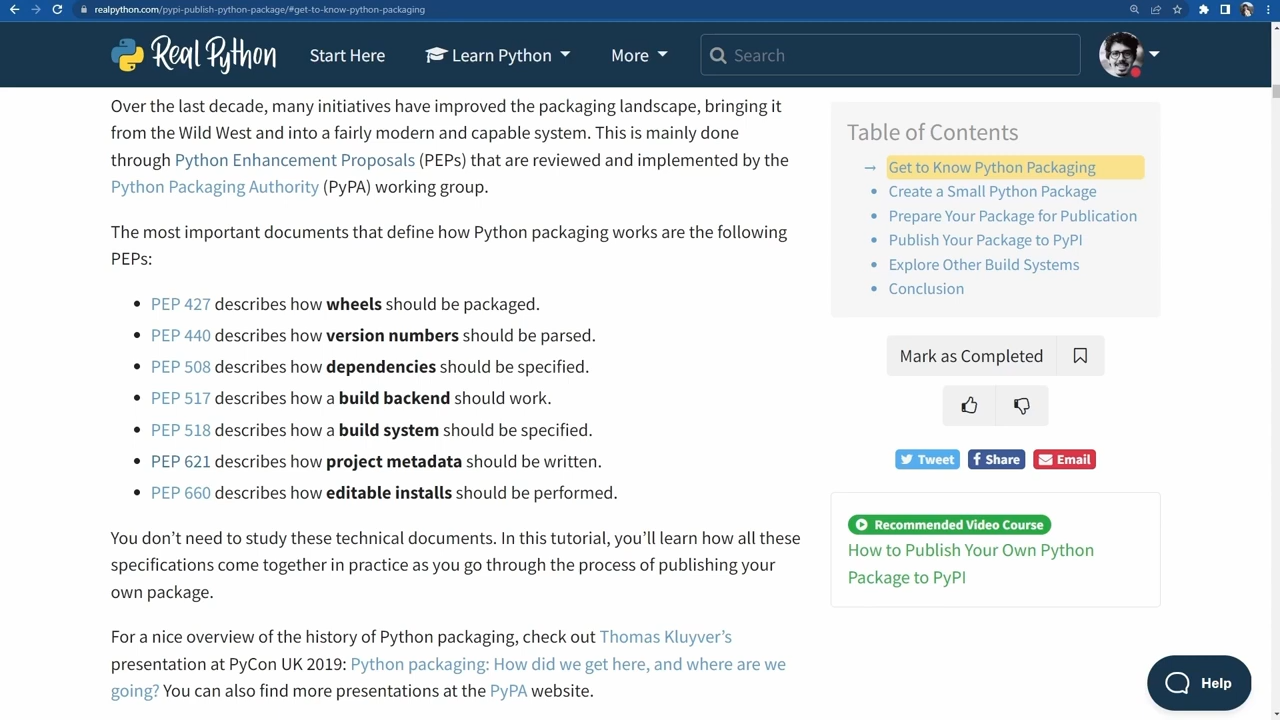 realpython.com/pypi-publish-python-package/#get-to-know-python-packaging
Real Python
Start Here
Learn Python
More
Search
Over the last decade, many initiatives have improved the packaging landscape, bringing it
from the Wild West and into a fairly modern and capable system. This is mainly done
through Python Enhancement Proposals (PEPs) that are reviewed and implemented by the
Python Packaging Authority (PyPA) working group.
The most important documents that define how Python packaging works are the following
PEPs:
• PEP 427 describes how wheels should be packaged.
• PEP 440 describes how version numbers should be parsed.
• PEP 508 describes how dependencies should be specified.
• PEP 517 describes how a build backend should work.
• PEP 518 describes how a build system should be specified.
• PEP 621 describes how project metadata should be written.
• PEP 660 describes how editable installs should be performed.
You don’t need to study these technical documents. In this tutorial, you’ll learn how all these
specifications come together in practice as you go through the process of publishing your
own package.
For a nice overview of the history of Python packaging, check out Thomas Kluyver’s
presentation at PyCon UK 2019: Python packaging: How did we get here, and where are we
going? You can also find more presentations at the PyPA website.
Table of Contents
→ Get to Know Python Packaging
• Create a Small Python Package
• Prepare Your Package for Publication
• Publish Your Package to PyPI
• Explore Other Build Systems
• Conclusion
Mark as Completed
Tweet
Share
Email
Recommended Video Course
How to Publish Your Own Python
Package to PyPI
Help